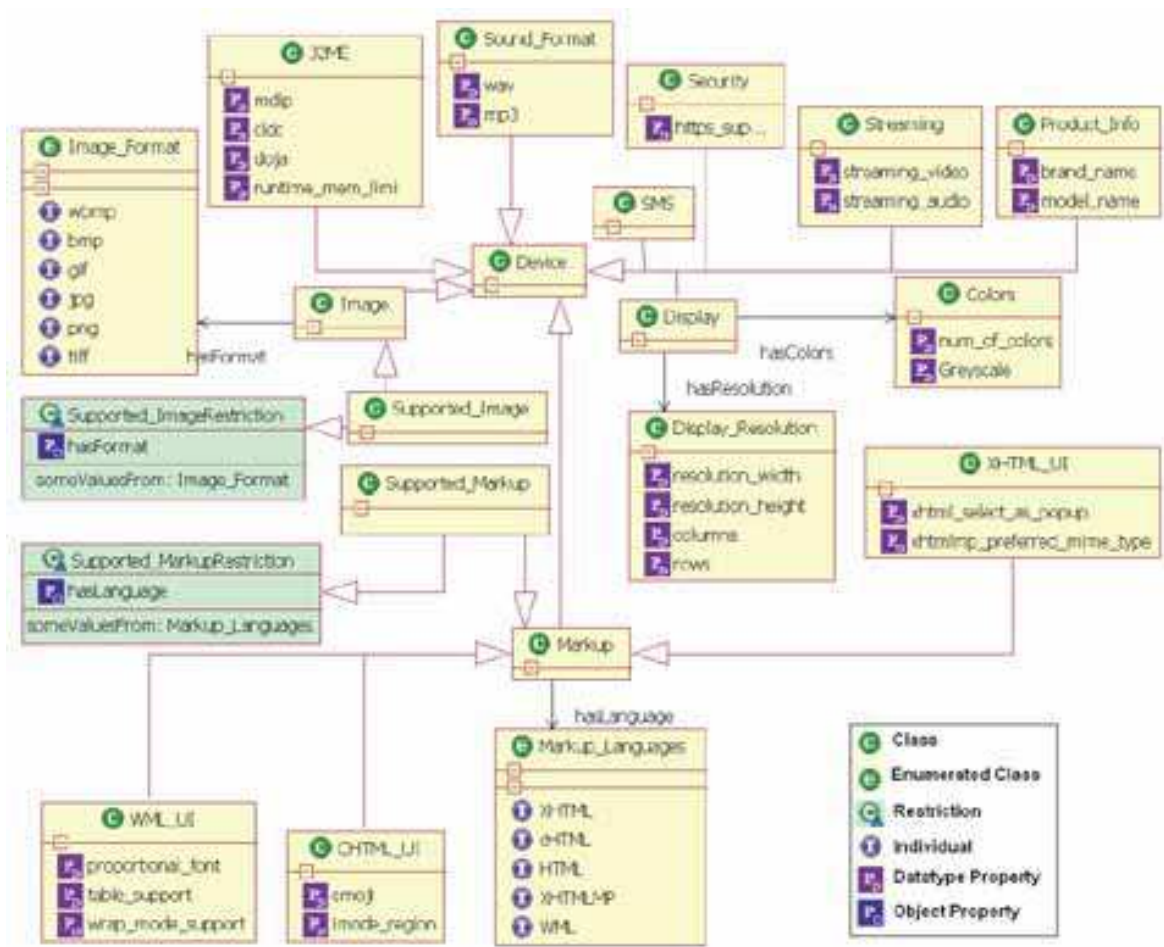 J2ME
mdip
cldc
doja
runtime_mem_limi
Sound_Format
wav
mp3
Security
https_sup...
Streaming
streaming_video
streaming_audio
Product_Info
brand_name
model_name
Image_Format
wbmp
bmp
gif
jpg
png
tiff
SMS
Device
Image
hasFormat
Display
hasColors
Colors
num_of_colors
Greyscale
hasResolution
Supported_ImageRestriction
hasFormat
someValuesFrom: Image_Format
Supported_Image
Display_Resolution
resolution_width
resolution_height
columns
rows
XHTML_UI
xhtml_select_as_popup
xhtmlmp_preferred_mime_type
Supported_Markup
Supported_MarkupRestriction
hasLanguage
someValuesFrom: Markup_Languages
Markup
hasLanguage
Markup_Languages
XHTML
cHTML
HTML
XHTMLMP
WML
WML_UI
proportional_font
table_support
wrap_mode_support
CHTML_UI
emoji
imode_region
Class
Enumerated Class
Restriction
Individual
Datatype Property
Object Property